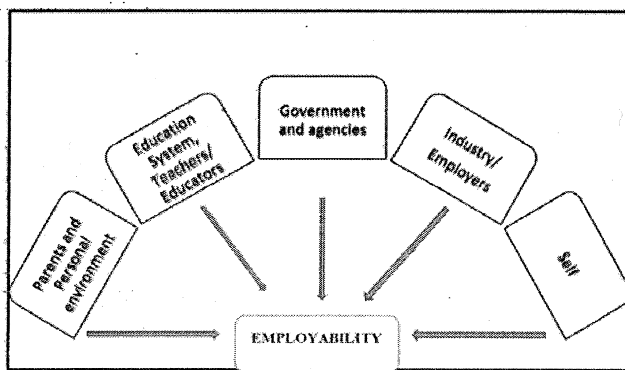 Parents and
Personal
environment
Education
System,
Teachers/
Educators
Government
and agencies
Industry/
Employers
Self
EMPLOYABILITY